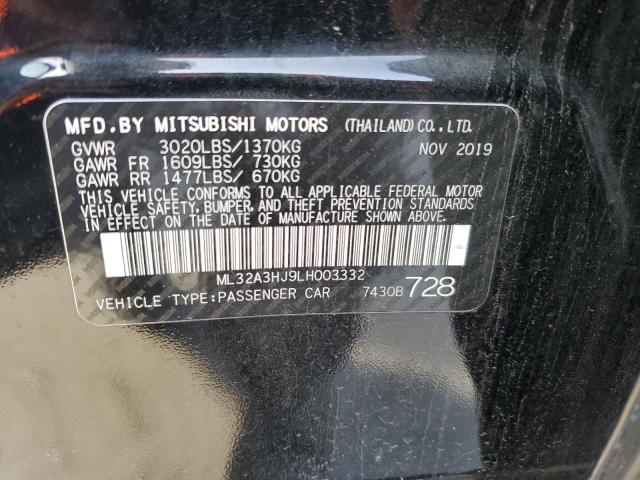 MFD. BY MITSUBISHI MOTORS (THAILAND) CO., LTD.
GVWR 3020LBS/1370KG NOV 2019
GAWR FR 1609LBS/ 730KG
GAWR RR 1477LBS/ 670KG
THIS VEHICLE CONFORMS TO ALL APPLICABLE FEDERAL MOTOR
VEHICLE SAFETY, BUMPER, AND THEFT PREVENTION STANDARDS
IN EFFECT ON THE DATE OF MANUFACTURE SHOWN ABOVE.
ML32A3HJ9LH003332
VEHICLE TYPE:PASSENGER CAR 7430B 728